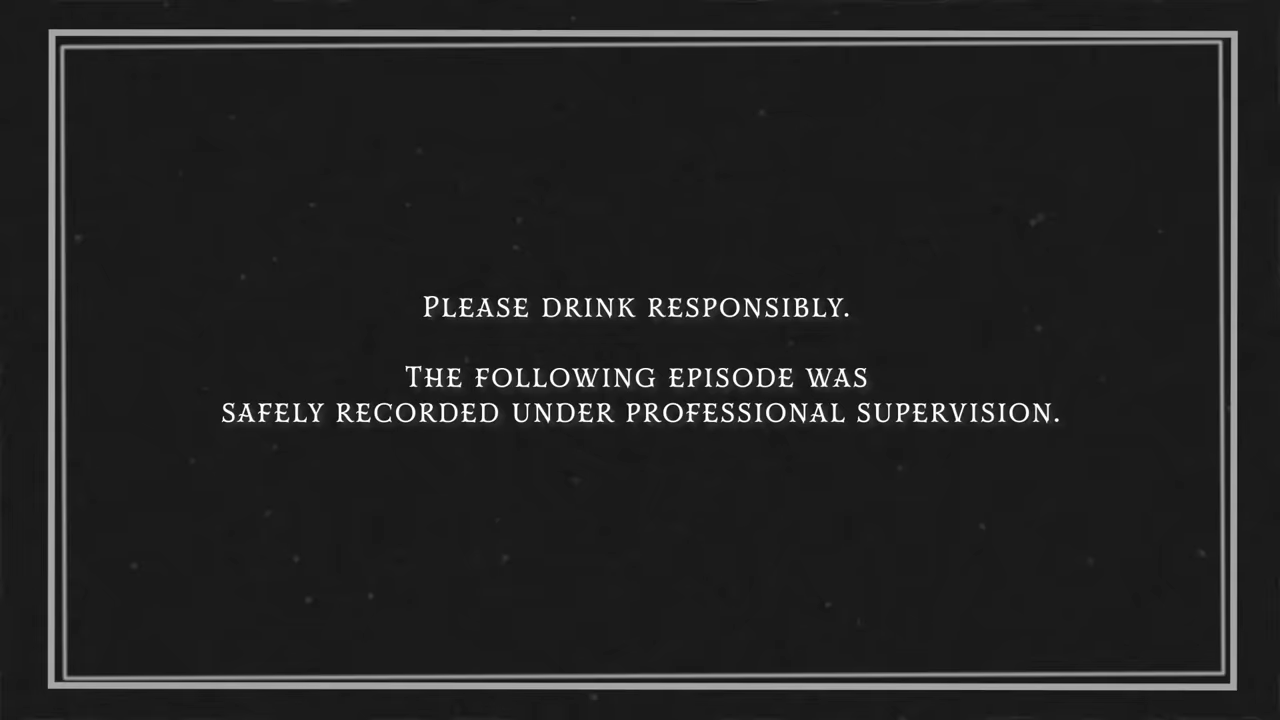 Please drink responsibly.
The following episode was
safely recorded under professional supervision.